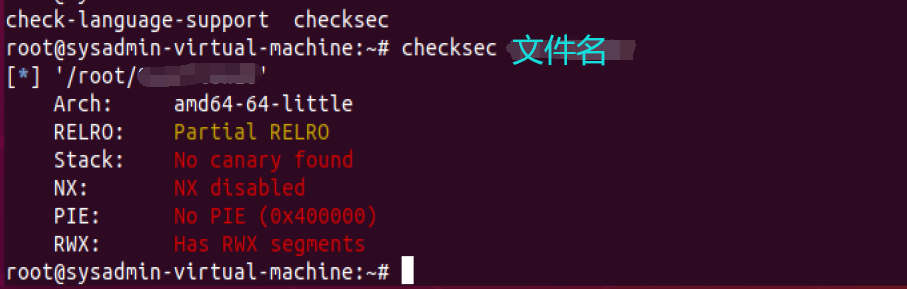 check-language-support  checksec
root@sysadmin-virtual-machine:~# checksec 文件名
[*] '/root/          '
    Arch:     amd64-64-little
    RELRO:    Partial RELRO
    Stack:    No canary found
    NX:       NX disabled
    PIE:      No PIE (0x400000)
    RWX:      Has RWX segments
root@sysadmin-virtual-machine:~#